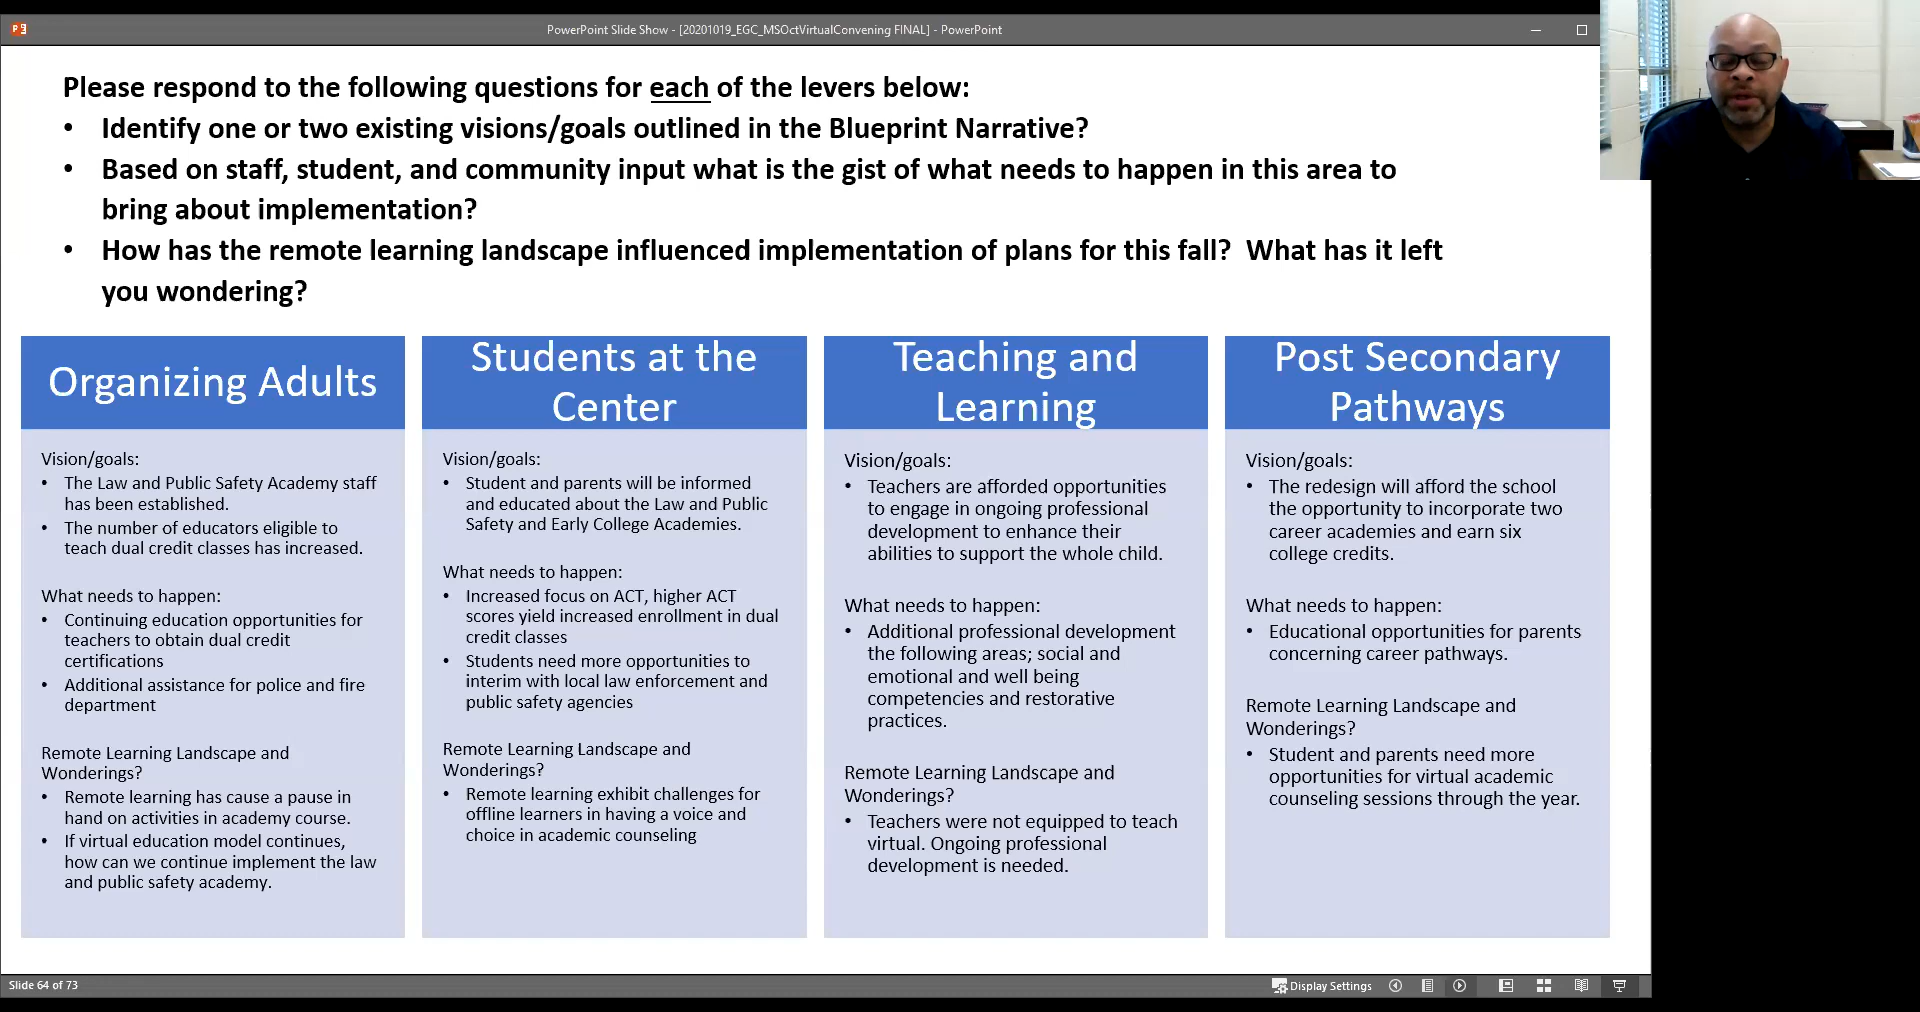 PowerPoint Slide Show - [20201019_EGC_MSOctVirtualConvening FINAL] - PowerPoint
Please respond to the following questions for each of the levers below:
• Identify one or two existing visions/goals outlined in the Blueprint Narrative?
• Based on staff, student, and community input what is the gist of what needs to happen in this area to
bring about implementation?
• How has the remote learning landscape influenced implementation of plans for this fall? What has it left
you wondering?
Organizing Adults
Vision/goals:
• The Law and Public Safety Academy staff
has been established.
• The number of educators eligible to
teach dual credit classes has increased.
What needs to happen:
• Continuing education opportunities for
teachers to obtain dual credit
certifications
• Additional assistance for police and fire
department
Remote Learning Landscape and
Wonderings?
• Remote learning has cause a pause in
hand on activities in academy course.
• If virtual education model continues,
how can we continue implement the law
and public safety academy.
Students at the
Center
Vision/goals:
• Student and parents will be informed
and educated about the Law and Public
Safety and Early College Academies.
What needs to happen:
• Increased focus on ACT, higher ACT
scores yield increased enrollment in dual
credit classes
• Students need more opportunities to
interim with local law enforcement and
public safety agencies
Remote Learning Landscape and
Wonderings?
• Remote learning exhibit challenges for
offline learners in having a voice and
choice in academic counseling
Teaching and
Learning
Vision/goals:
• Teachers are afforded opportunities
to engage in ongoing professional
development to enhance their
abilities to support the whole child.
What needs to happen:
• Additional professional development
the following areas; social and
emotional and well being
competencies and restorative
practices.
Remote Learning Landscape and
Wonderings?
• Teachers were not equipped to teach
virtual. Ongoing professional
development is needed.
Post Secondary
Pathways
Vision/goals:
• The redesign will afford the school
the opportunity to incorporate two
career academies and earn six
college credits.
What needs to happen:
• Educational opportunities for parents
concerning career pathways.
Remote Learning Landscape and
Wonderings?
• Student and parents need more
opportunities for virtual academic
counseling sessions through the year.
Slide 64 of 73
Display Settings